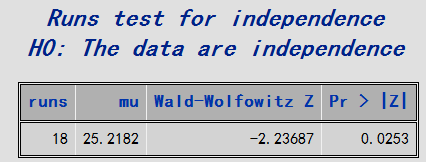 Runs test for independence
H0: The data are independence
runs mu Wald-Wolfowitz Z Pr > |Z|
18 25.2182 -2.23687 0.0253